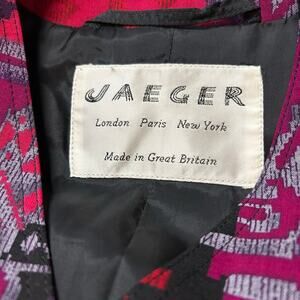 JAEGER
London Paris New York
Made in Great Britain